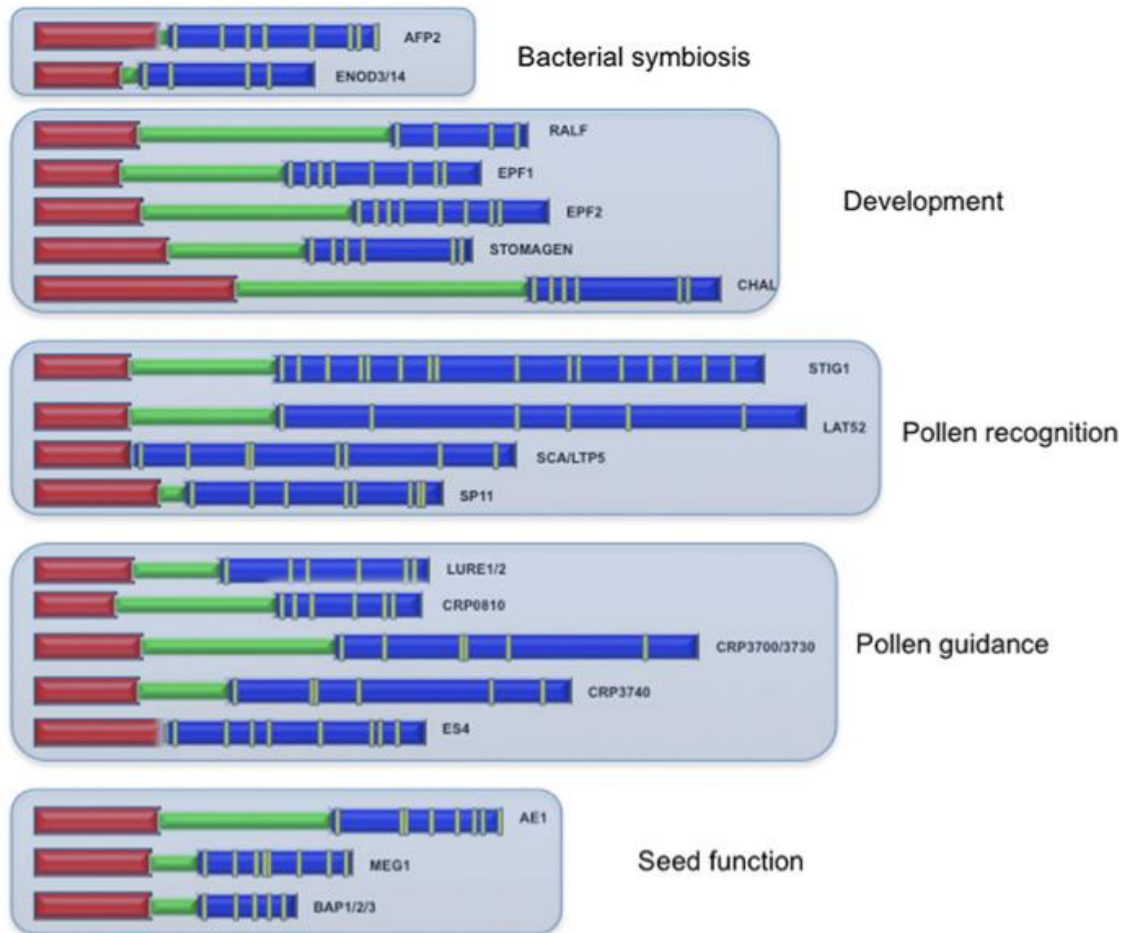 AFP2
Bacterial symbiosis
ENOD3/14
RALF
EPF1
Development
EPF2
STOMAGEN
CHAL
STIG1
LAT52
Pollen recognition
SCA/LTP5
SP11
LURE1/2
CRP0810
CRP3700/3730
Pollen guidance
CRP3740
ES4
AE1
Seed function
MEG1
BAP1/2/3